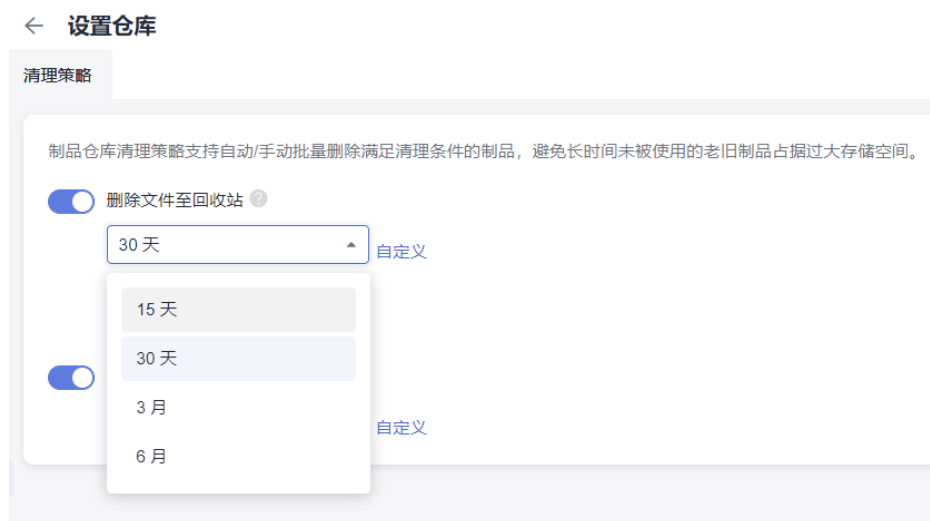 设置仓库
清理策略
制品仓库清理策略支持自动/手动批量删除满足清理条件的制品，避免长时间未被使用的老旧制品占据过大存储空间。
删除文件至回收站 ?
30 天
自定义
15 天
30 天
3 月
自定义
6 月